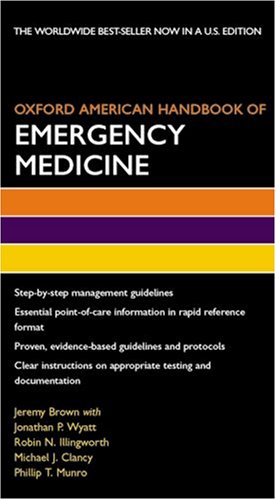 THE WORLDWIDE BEST-SELLER NOW IN A U.S. EDITION
OXFORD AMERICAN HANDBOOK OF
EMERGENCY
MEDICINE
Step-by-step management guidelines
Essential point-of-care information in rapid reference
format
Proven, evidence-based guidelines and protocols
Clear instructions on appropriate testing and
documentation
Jeremy Brown with
Jonathan P. Wyatt
Robin N. Illingworth
Michael J. Clancy
Phillip T. Munro